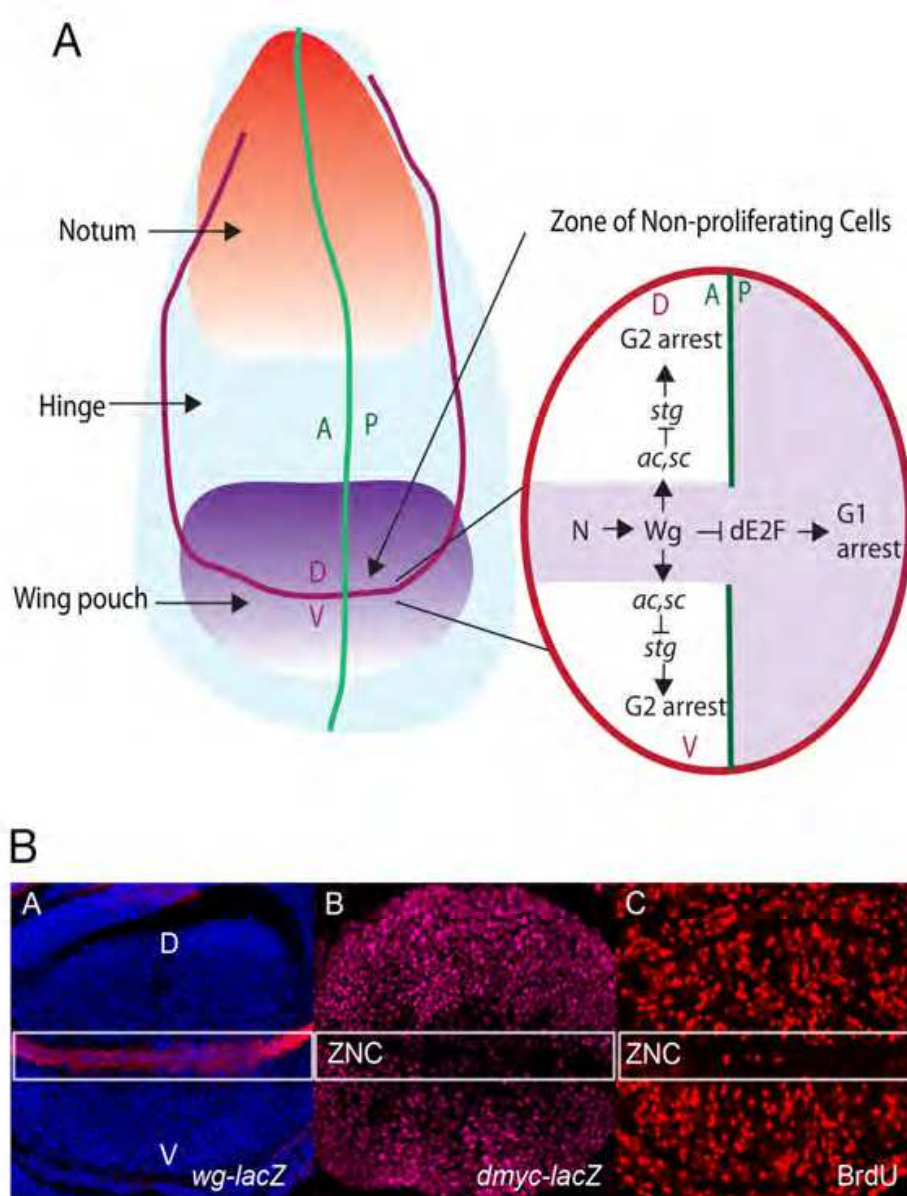 A
Notum
Zone of Non-proliferating Cells
D
A P
G2 arrest
stg
Hinge
A P
ac,sc
N Wg dE2F G1
arrest
D
Wing pouch
V
ac,sc
stg
G2 arrest
V
B
A B C
D
ZNC ZNC
V
wg-lacZ dmyc-lacZ BrdU